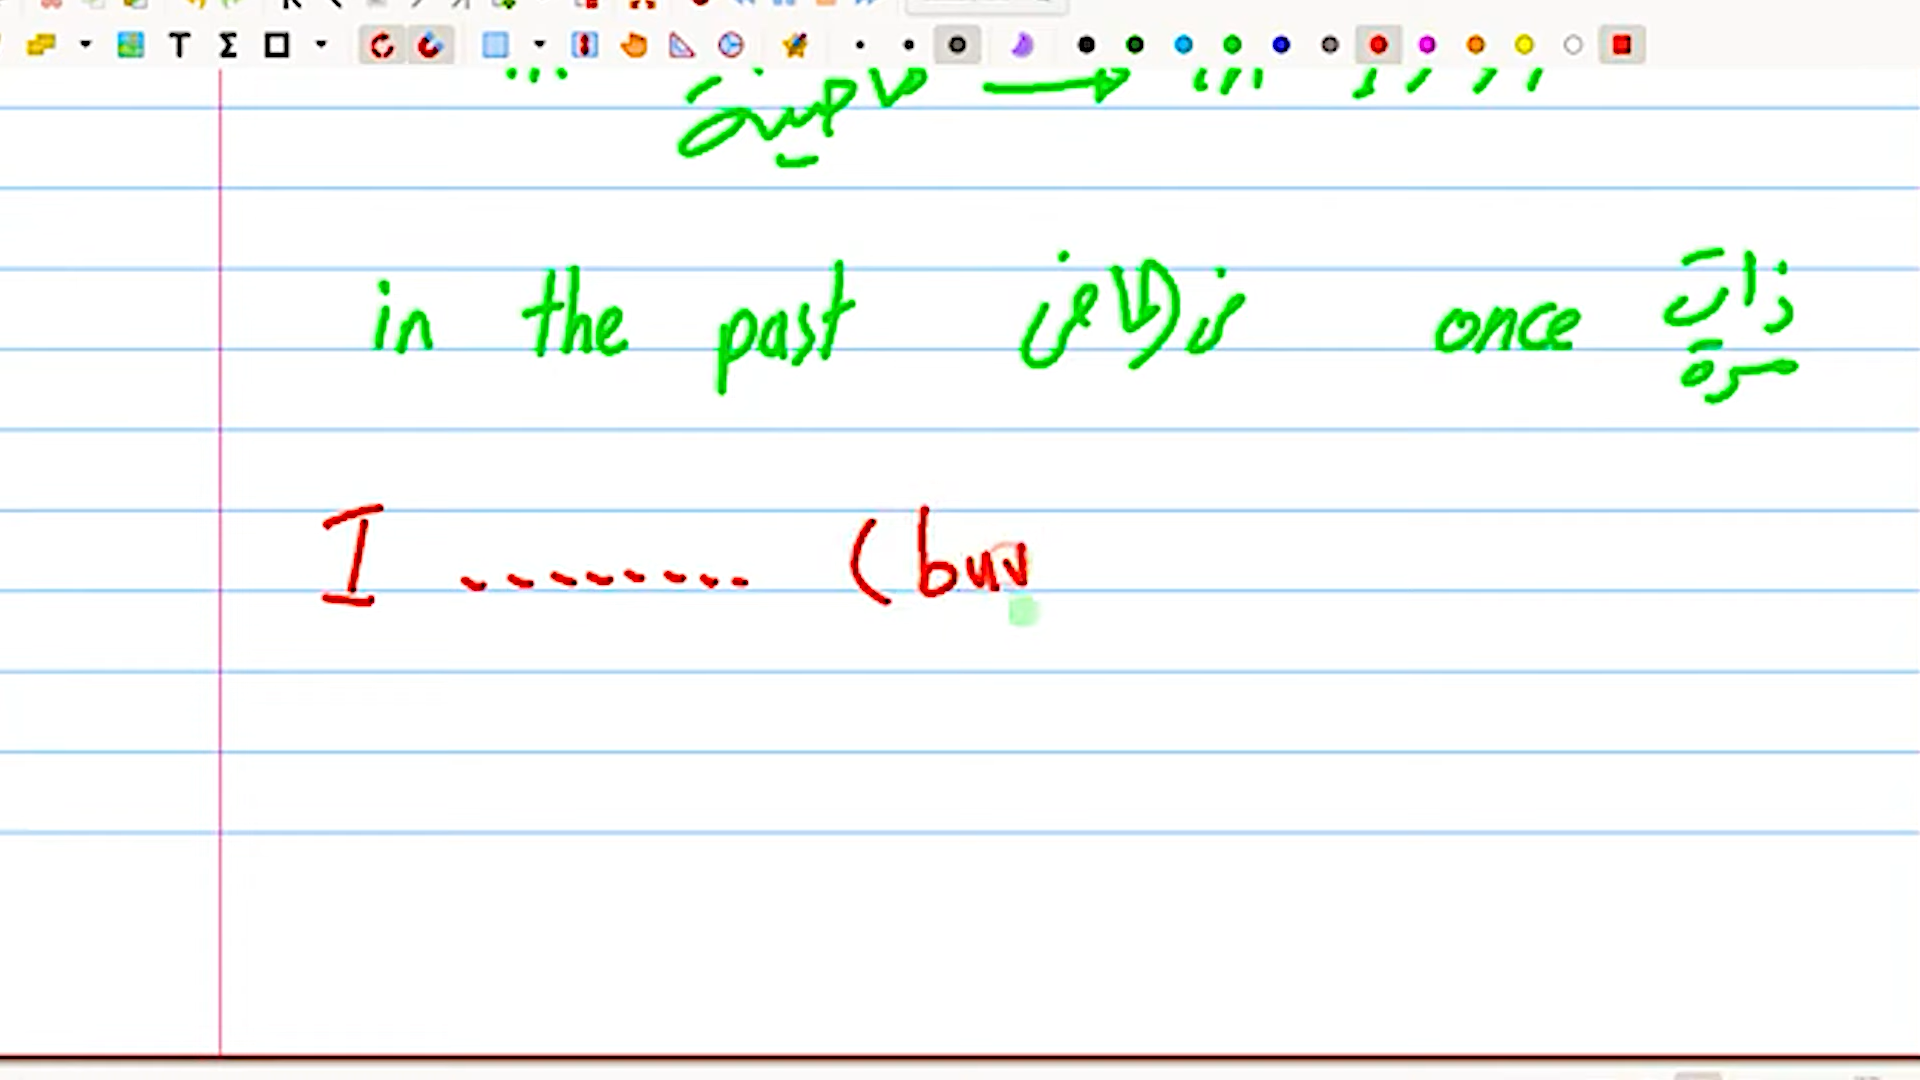 in the past في الماضي once ذات مرة
I ........ (buy